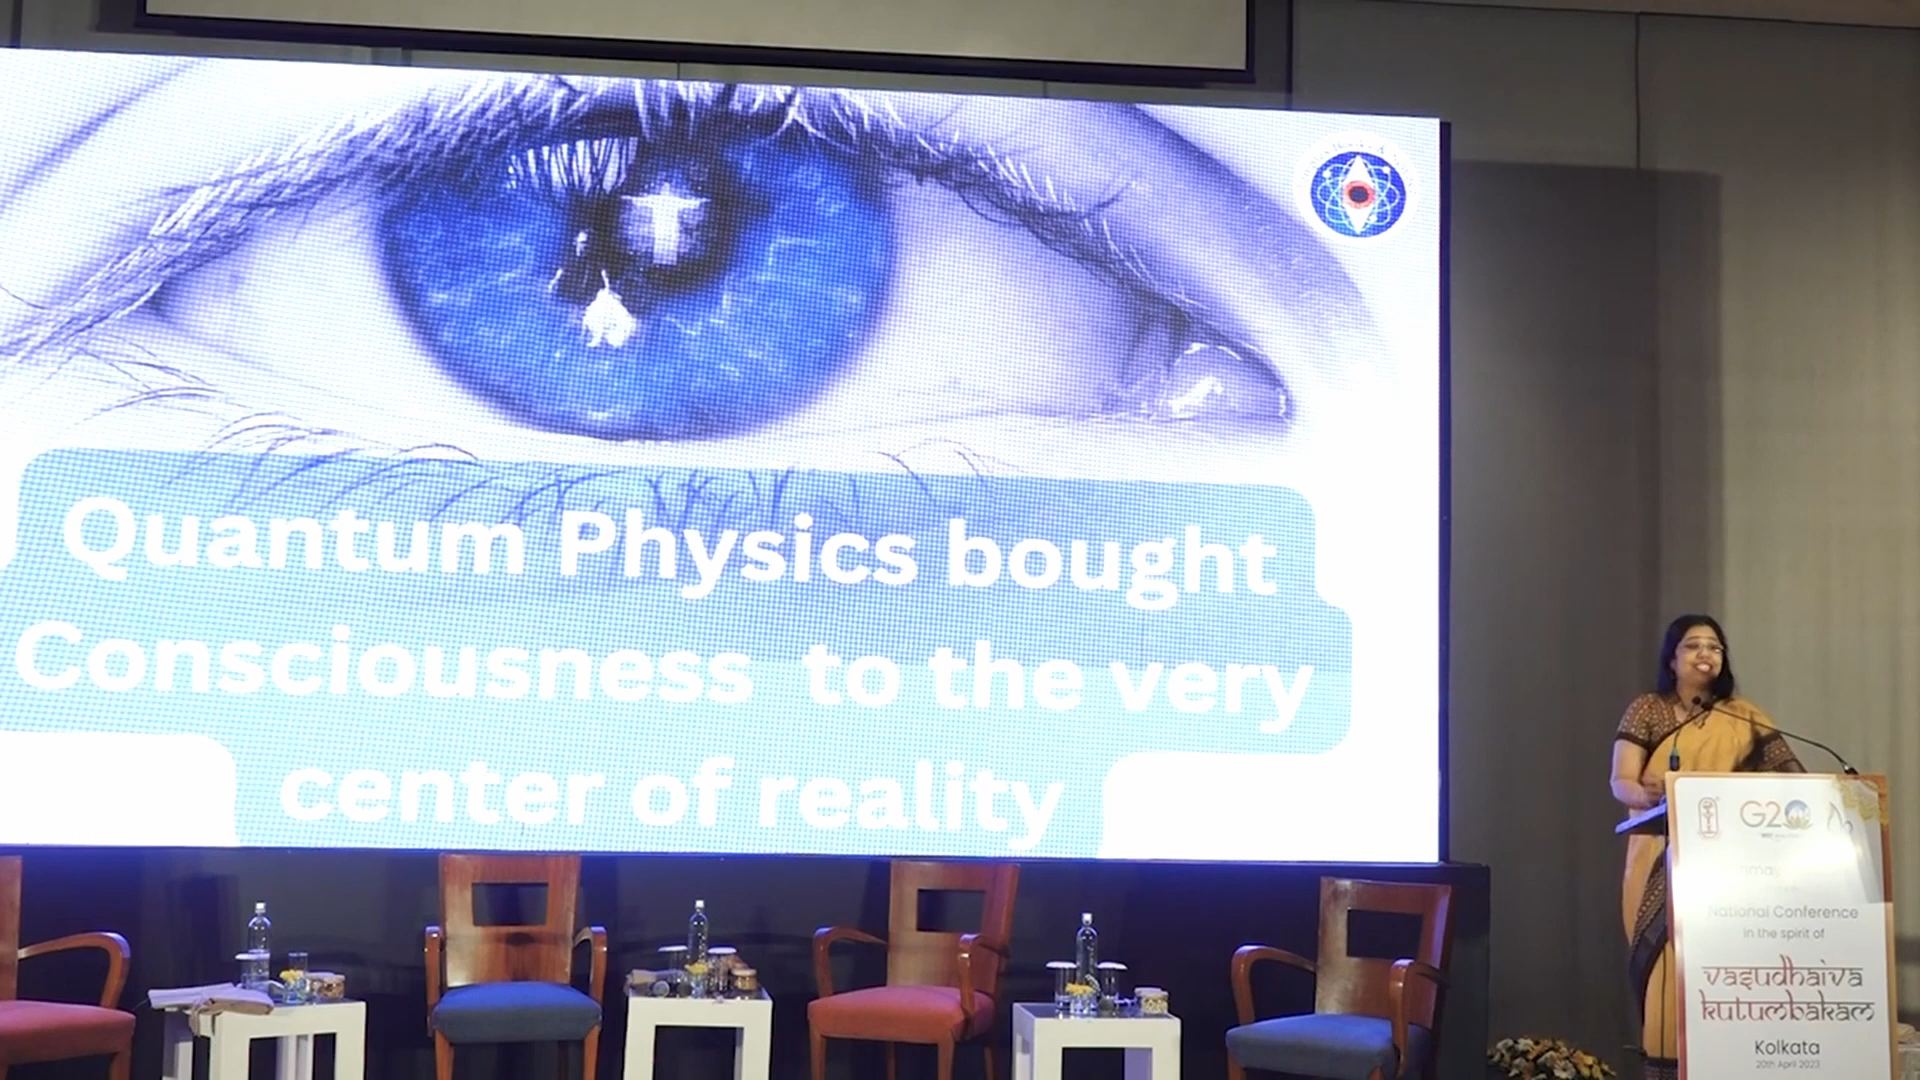 Quantum Physics bought
Consciousness to the very
center of reality
G20
National Conference
in the spirit of
vasudhaiva
kutumbakam
Kolkata
20th April 2023